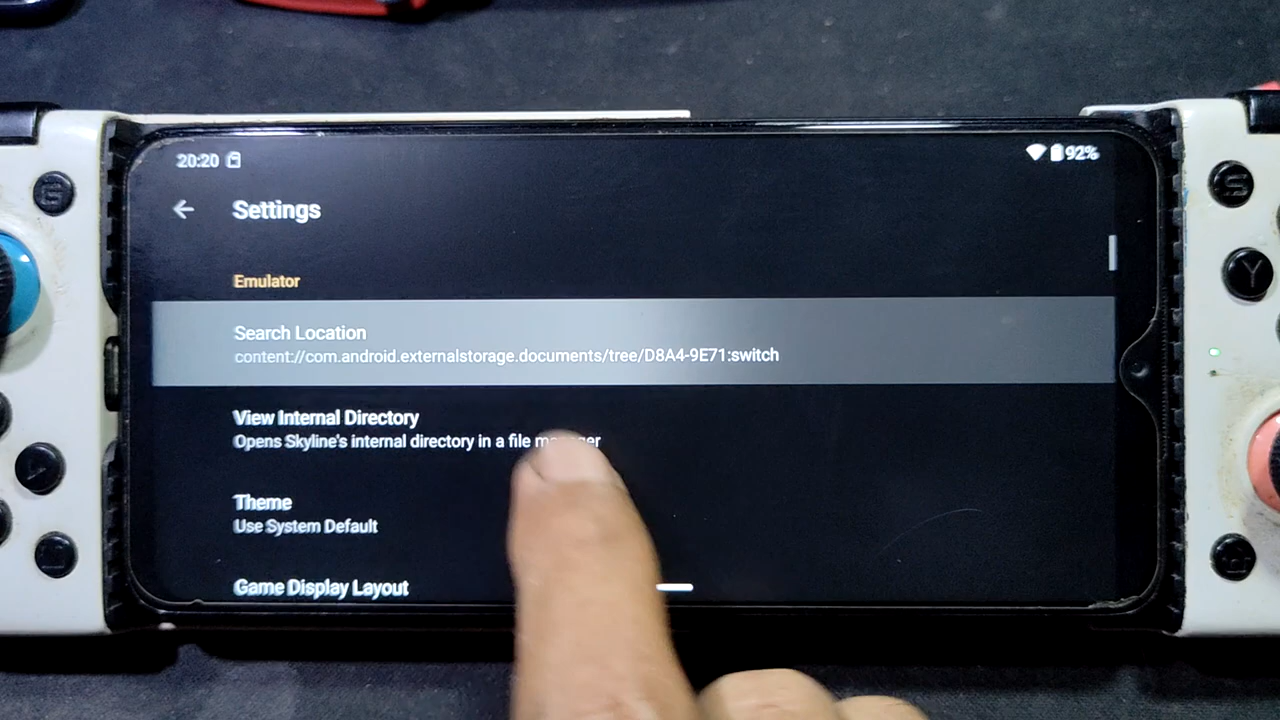 20:20
92%
Settings
Emulator
Search Location
content://com.android.externalstorage.documents/tree/D8A4-9E71:switch
View Internal Directory
Opens Skyline's internal directory in a file manager
Theme
Use System Default
Game Display Layout
G
S
Y